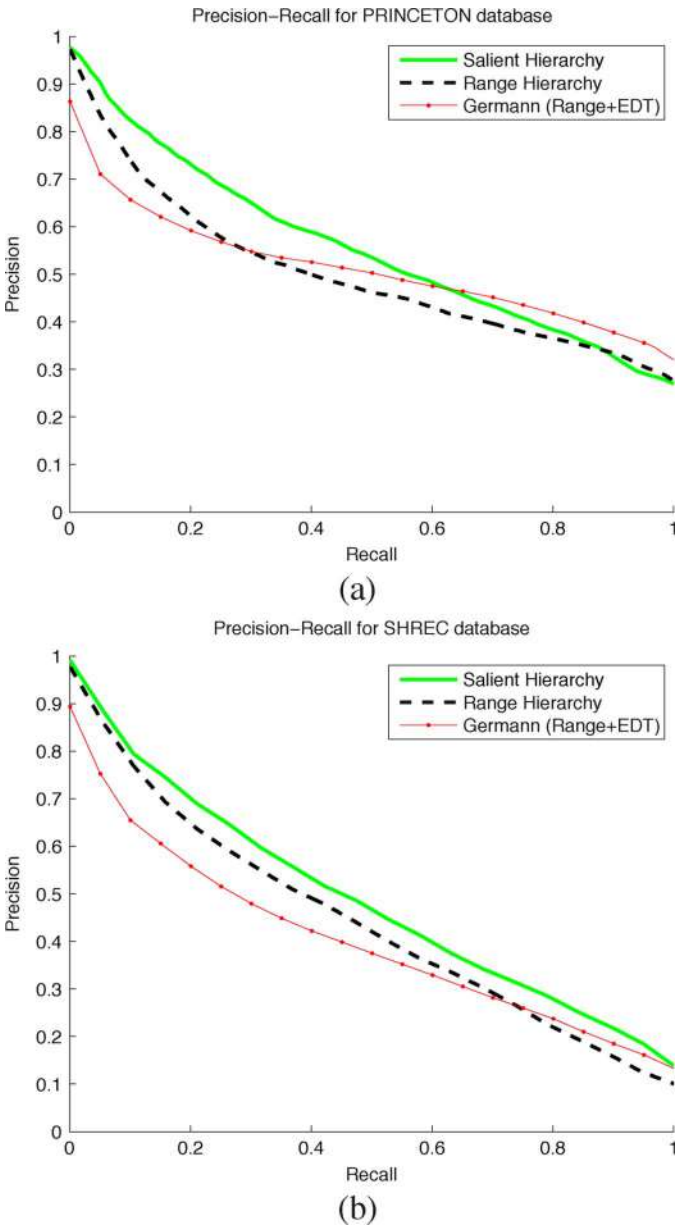 Precision–Recall for PRINCETON database
1
0.9
0.8
0.7
0.6
0.5
0.4
0.3
0.2
0.1
0
Precision
Salient Hierarchy
Range Hierarchy
Germann (Range+EDT)
0 0.2 0.4 0.6 0.8 1
Recall
(a)
Precision–Recall for SHREC database
1
0.9
0.8
0.7
0.6
0.5
0.4
0.3
0.2
0.1
0
Precision
Salient Hierarchy
Range Hierarchy
Germann (Range+EDT)
0 0.2 0.4 0.6 0.8 1
Recall
(b)